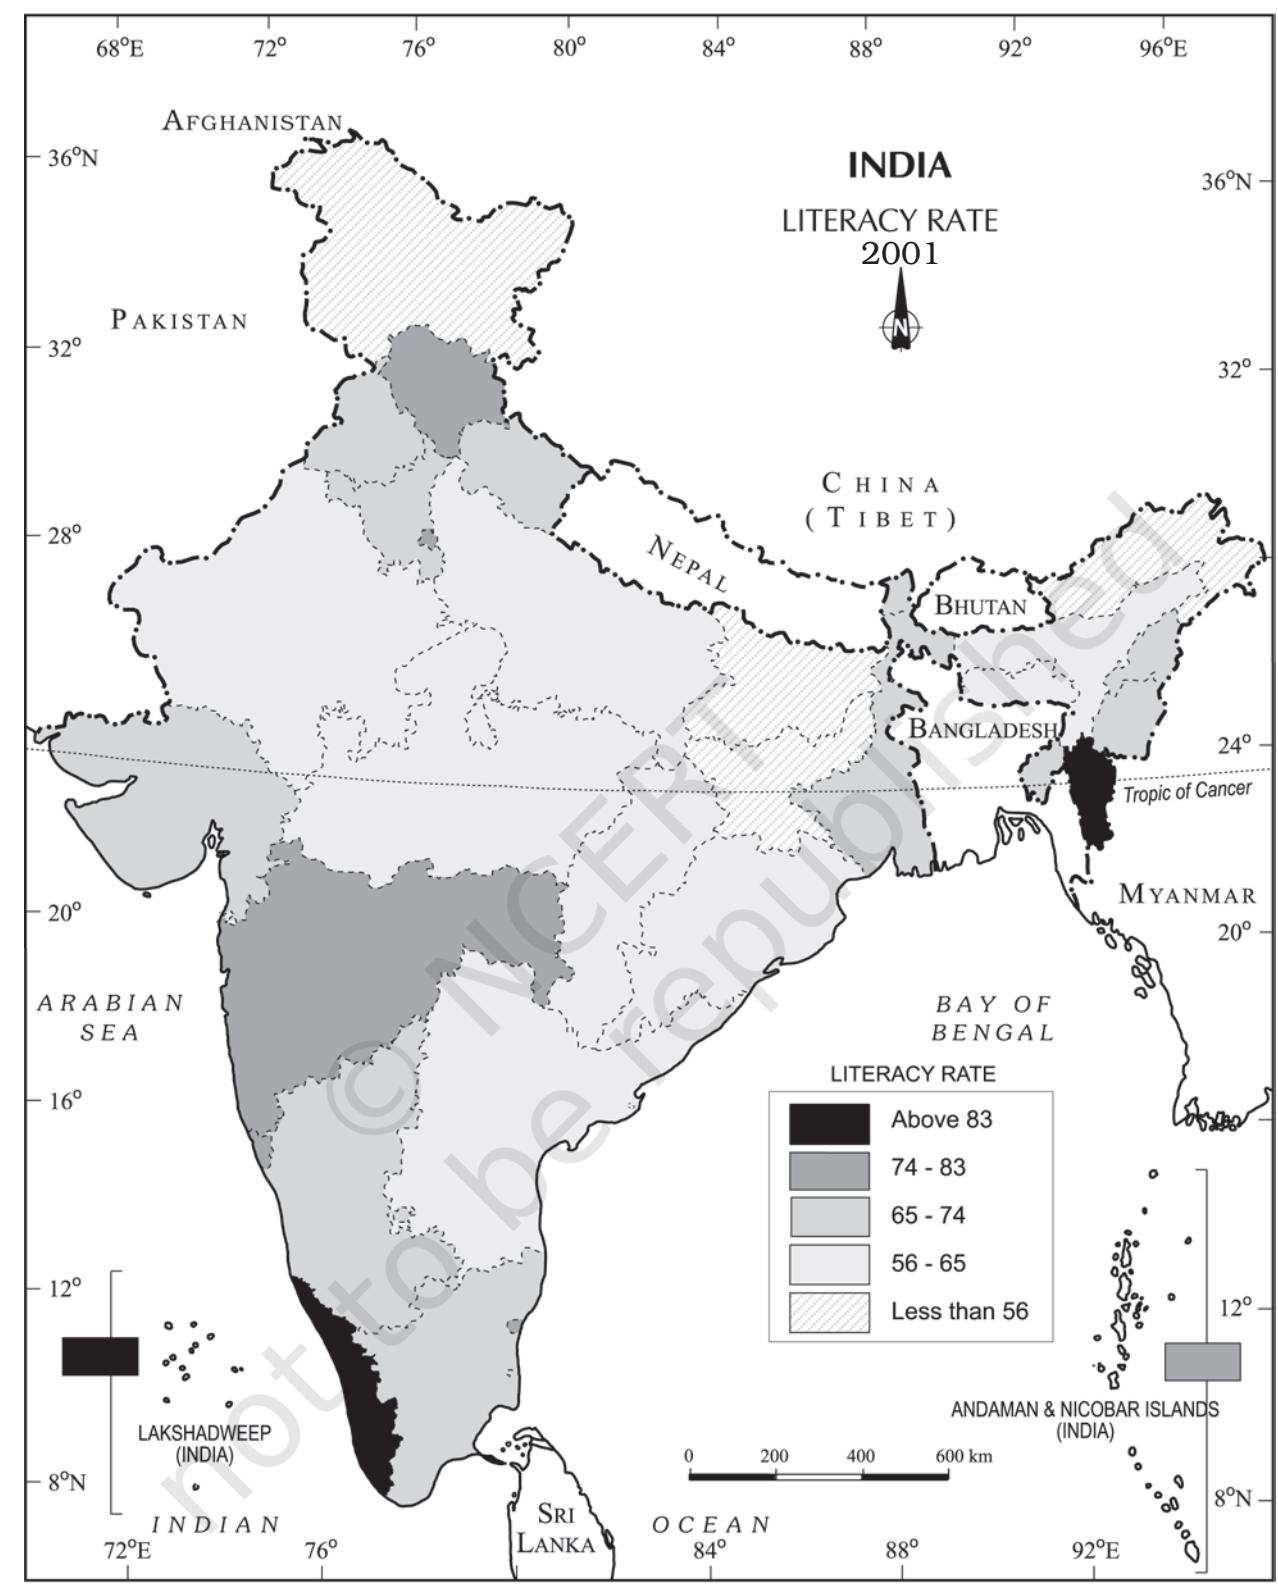 68°E 72° 76° 80° 84° 88° 92° 96°E
AFGHANISTAN
36°N
INDIA
36°N
LITERACY RATE
2001
N
PAKISTAN
32°
32°
CHINA
(TIBET)
28°
NEPAL
BHUTAN
BANGLADESH
24°
Tropic of Cancer
MYANMAR
20°
20°
ARABIAN
SEA
BAY OF
BENGAL
LITERACY RATE
Above 83
74 - 83
65 - 74
56 - 65
Less than 56
16°
12°
12°
LAKSHADWEEP
(INDIA)
ANDAMAN & NICOBAR ISLANDS
(INDIA)
0 200 400 600 km
8°N
8°N
SRI
LANKA
INDIAN OCEAN
72°E 76° 84° 88° 92°E
© NCERT
not to be republished